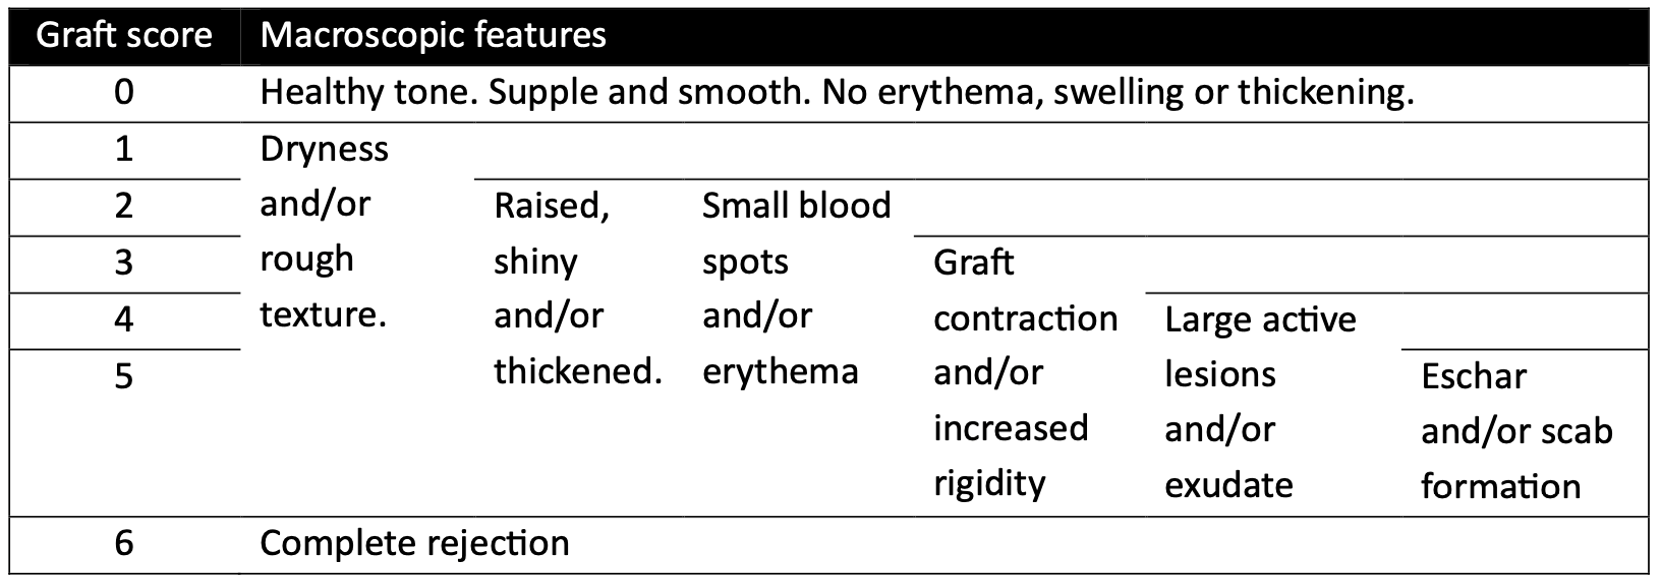 Graft score Macroscopic features
0 Healthy tone. Supple and smooth. No erythema, swelling or thickening.
1 Dryness
2 and/or Raised, Small blood
3 rough shiny spots Graft
4 texture. and/or and/or contraction Large active
5 thickened. erythema and/or lesions Eschar
increased and/or and/or scab
rigidity exudate formation
6 Complete rejection